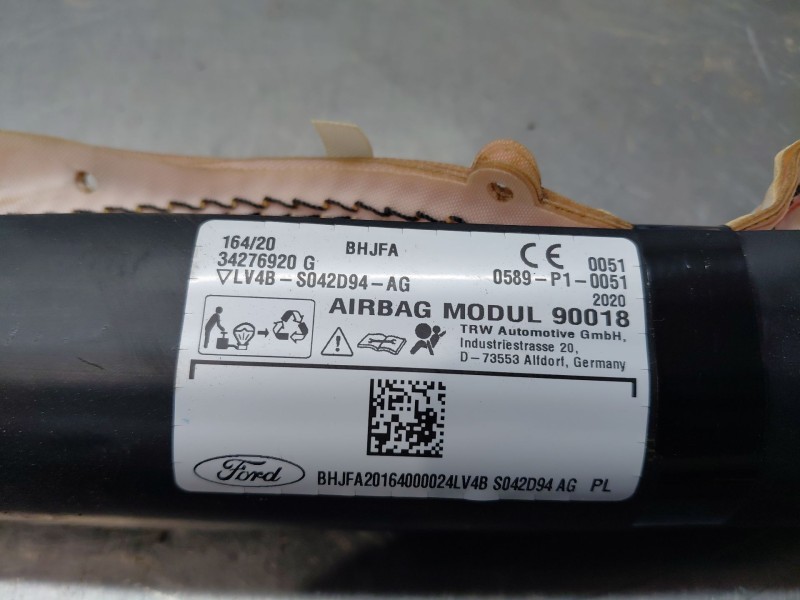 164/20 BHJFA 0051
34276920 G
▽LV4B-S042D94-AG 0589-P1-0051
2020
AIRBAG MODUL 90018
TRW Automotive GmbH,
Industriestrasse 20,
D-73553 Alfdorf, Germany
Ford
BHJFA20164000024LV4B S042D94 AG PL